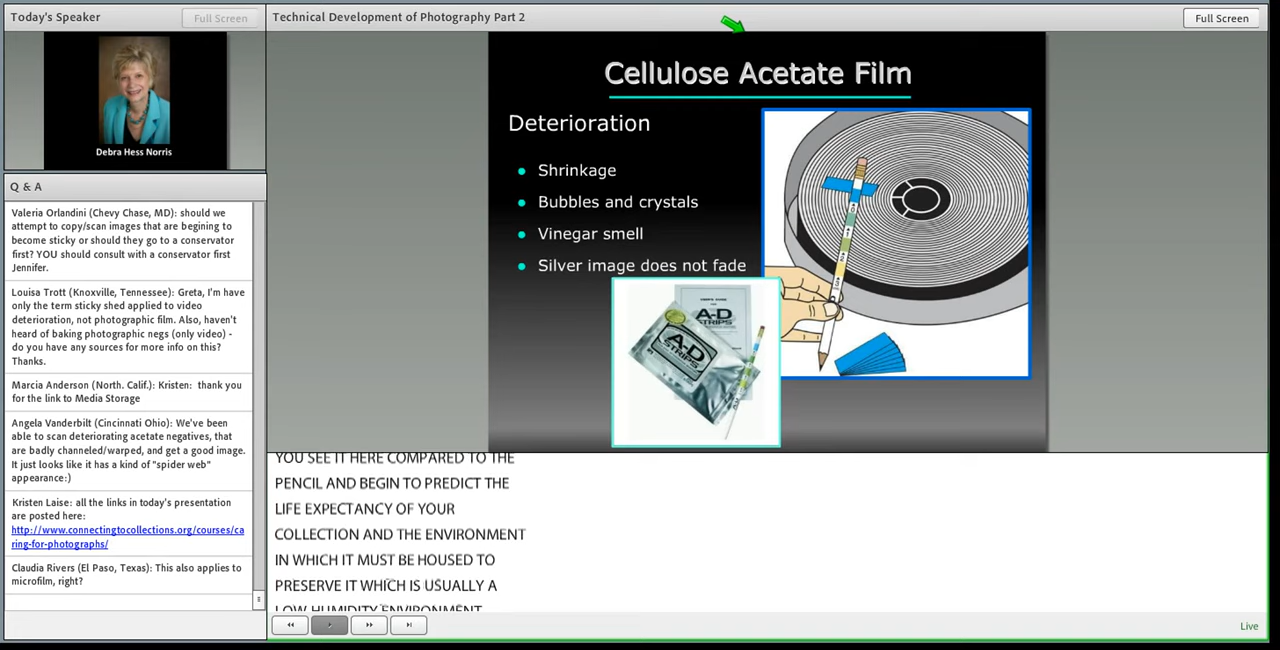 Today's Speaker
Full Screen
Debra Hess Norris
Q & A
Valeria Orlandini (Chevy Chase, MD): should we
attempt to copy/scan images that are begining to
become sticky or should they go to a conservator
first? YOU should consult with a conservator first
Jennifer.
Louisa Trott (Knoxville, Tennessee): Greta, I'm have
only the term sticky shed applied to video
deterioration, not photographic film. Also, haven't
heard of baking photographic negs (only video) -
do you have any sources for more info on this?
Thanks.
Marcia Anderson (North. Calif.): Kristen: thank you
for the link to Media Storage
Angela Vanderbilt (Cincinnati Ohio): We've been
able to scan deteriorating acetate negatives, that
are badly channeled/warped, and get a good image.
It just looks like it has a kind of "spider web"
appearance:)
Kristen Laise: all the links in today's presentation
are posted here:
http://www.connectingtocollections.org/courses/ca
ring-for-photographs/
Claudia Rivers (El Paso, Texas): This also applies to
microfilm, right?
Technical Development of Photography Part 2
Full Screen
Cellulose Acetate Film
Deterioration
Shrinkage
Bubbles and crystals
Vinegar smell
Silver image does not fade
A-D
STRIPS
A-D
STRIPS
YOU SEE IT HERE COMPARED TO THE
PENCIL AND BEGIN TO PREDICT THE
LIFE EXPECTANCY OF YOUR
COLLECTION AND THE ENVIRONMENT
IN WHICH IT MUST BE HOUSED TO
PRESERVE IT WHICH IS USUALLY A
LOW HUMIDITY ENVIRONMENT
Live